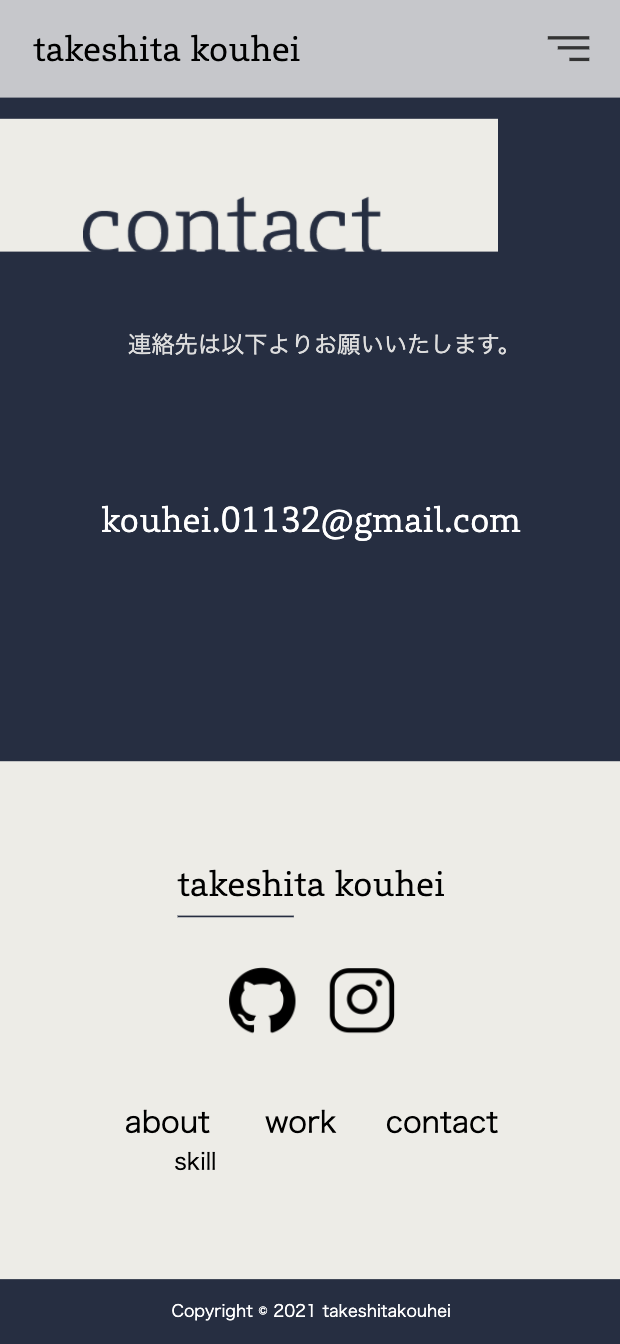 takeshita kouhei
contact
連絡先は以下よりお願いいたします。
kouhei.01132@gmail.com
takeshita kouhei
about work contact
skill
Copyright © 2021 takeshitakouhei